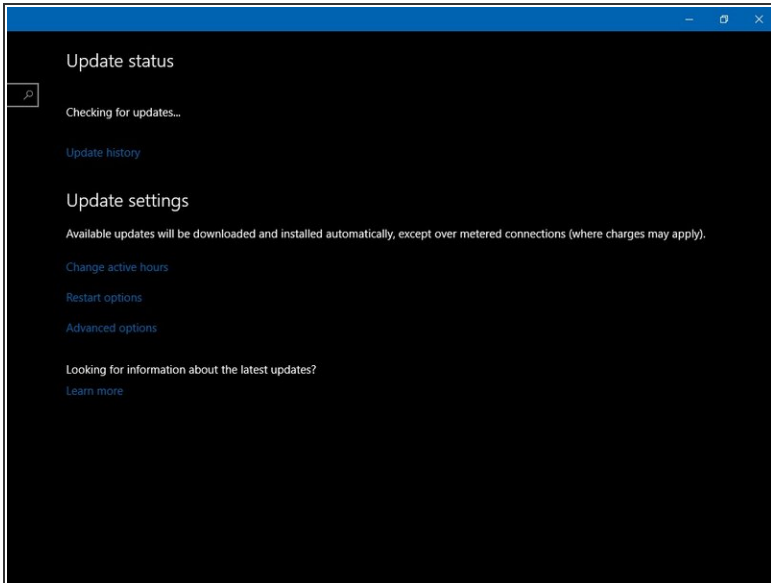 Update status
Checking for updates...
Update history
Update settings
Available updates will be downloaded and installed automatically, except over metered connections (where charges may apply).
Change active hours
Restart options
Advanced options
Looking for information about the latest updates?
Learn more